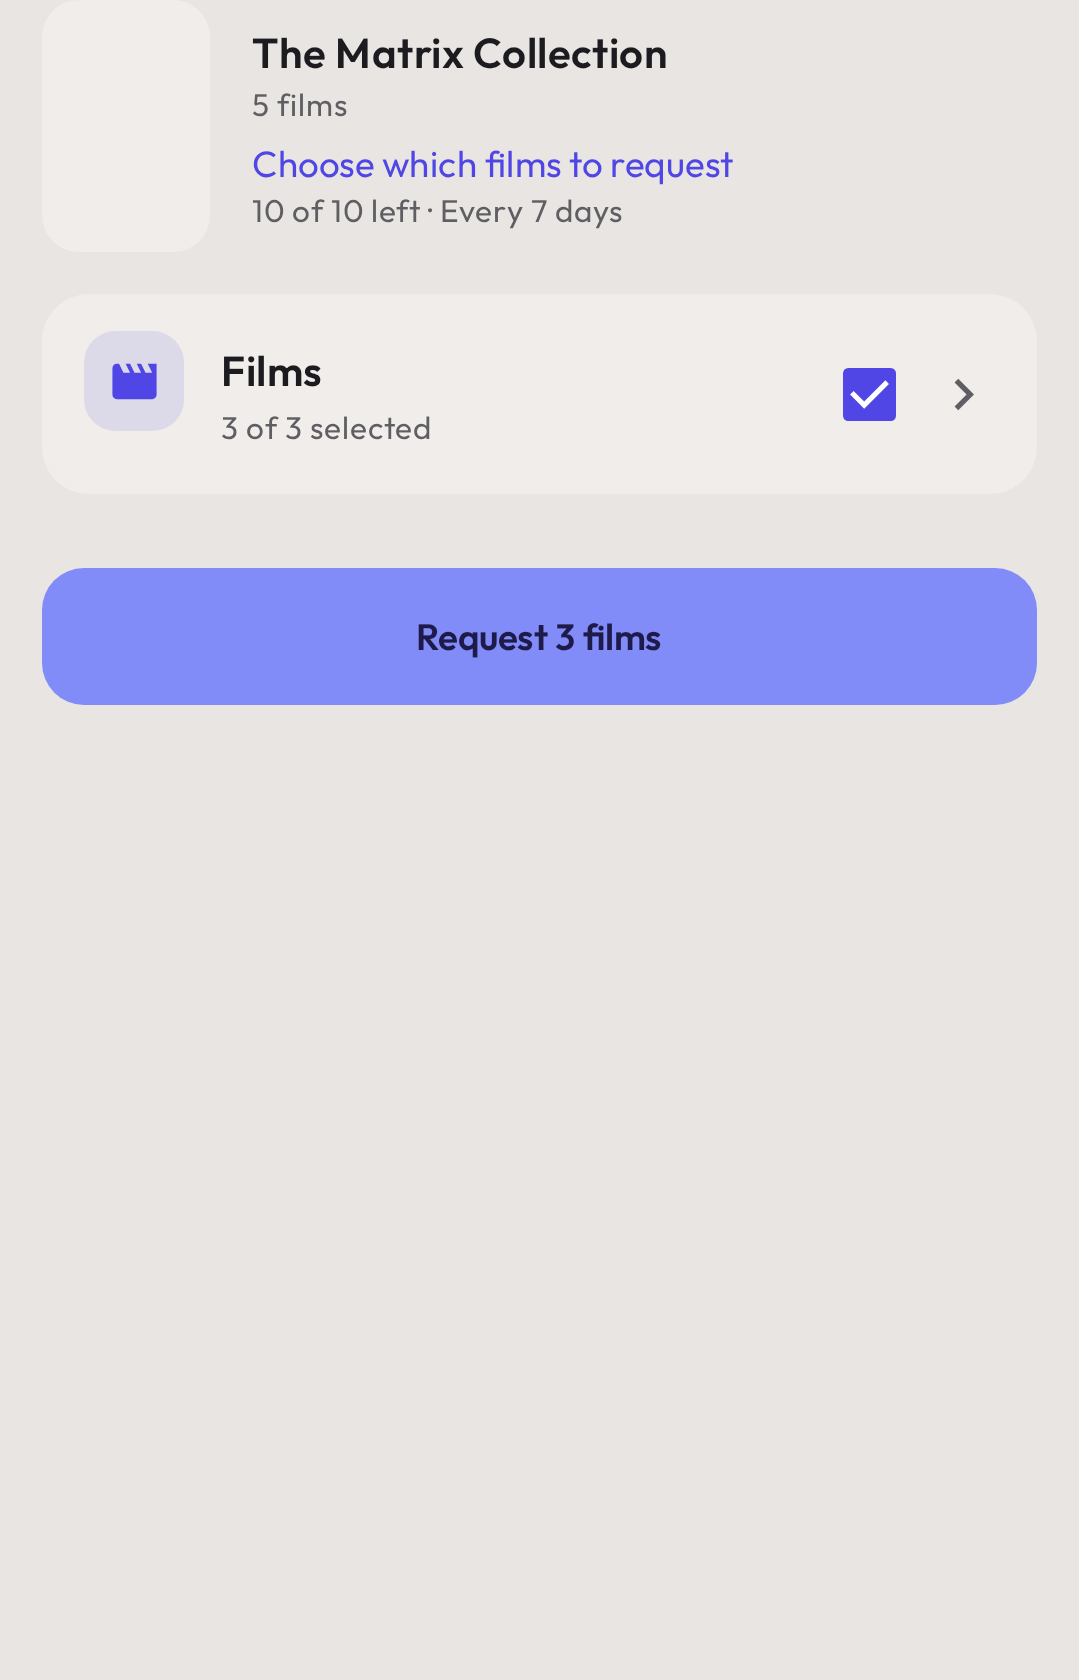 The Matrix Collection
5 films
Choose which films to request
10 of 10 left · Every 7 days
Films
3 of 3 selected
Request 3 films